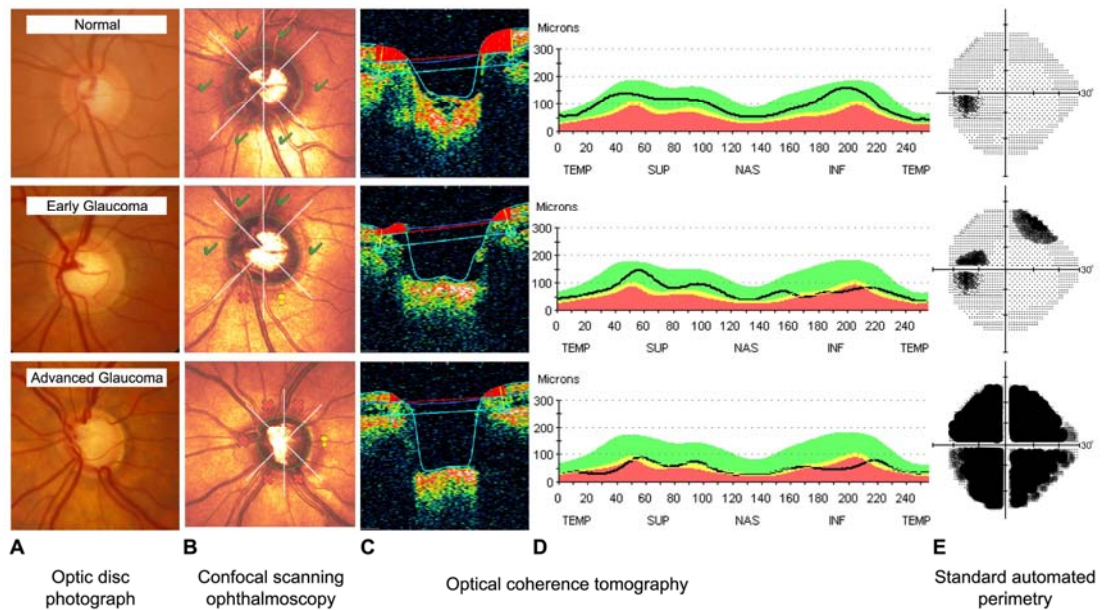 Normal
Microns
300
200
100
0
0 20 40 60 80 100 120 140 160 180 200 220 240
TEMP SUP NAS INF TEMP
30°
Early Glaucoma
Microns
300
200
100
0
0 20 40 60 80 100 120 140 160 180 200 220 240
TEMP SUP NAS INF TEMP
30°
Advanced Glaucoma
Microns
300
200
100
0
0 20 40 60 80 100 120 140 160 180 200 220 240
TEMP SUP NAS INF TEMP
30°
A B C D E
Optic disc
photograph
Confocal scanning
ophthalmoscopy
Optical coherence tomography
Standard automated
perimetry